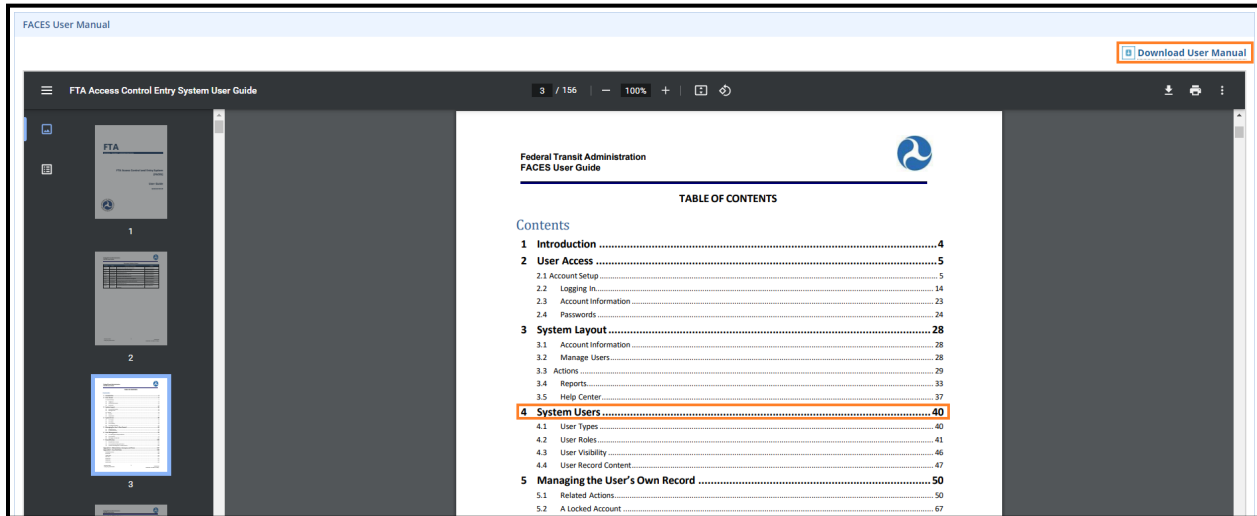 FACES User Manual
Download User Manual
FTA Access Control Entry System User Guide
3 / 156
100%
FTA
1
2
3
Federal Transit Administration
FACES User Guide
TABLE OF CONTENTS
Contents
1 Introduction ........ 4
2 User Access ........ 5
2.1 Account Setup ........ 5
2.2 Logging In ........ 14
2.3 Account Information ........ 23
2.4 Passwords ........ 24
3 System Layout ........ 28
3.1 Account Information ........ 28
3.2 Manage Users ........ 28
3.3 Actions ........ 29
3.4 Reports ........ 33
3.5 Help Center ........ 37
4 System Users ........ 40
4.1 User Types ........ 40
4.2 User Roles ........ 41
4.3 User Visibility ........ 46
4.4 User Record Content ........ 47
5 Managing the User's Own Record ........ 50
5.1 Related Actions ........ 50
5.2 A Locked Account ........ 67